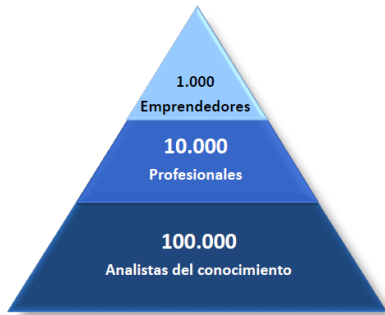 1.000
Emprendedores
10.000
Profesionales
100.000
Analistas del conocimiento